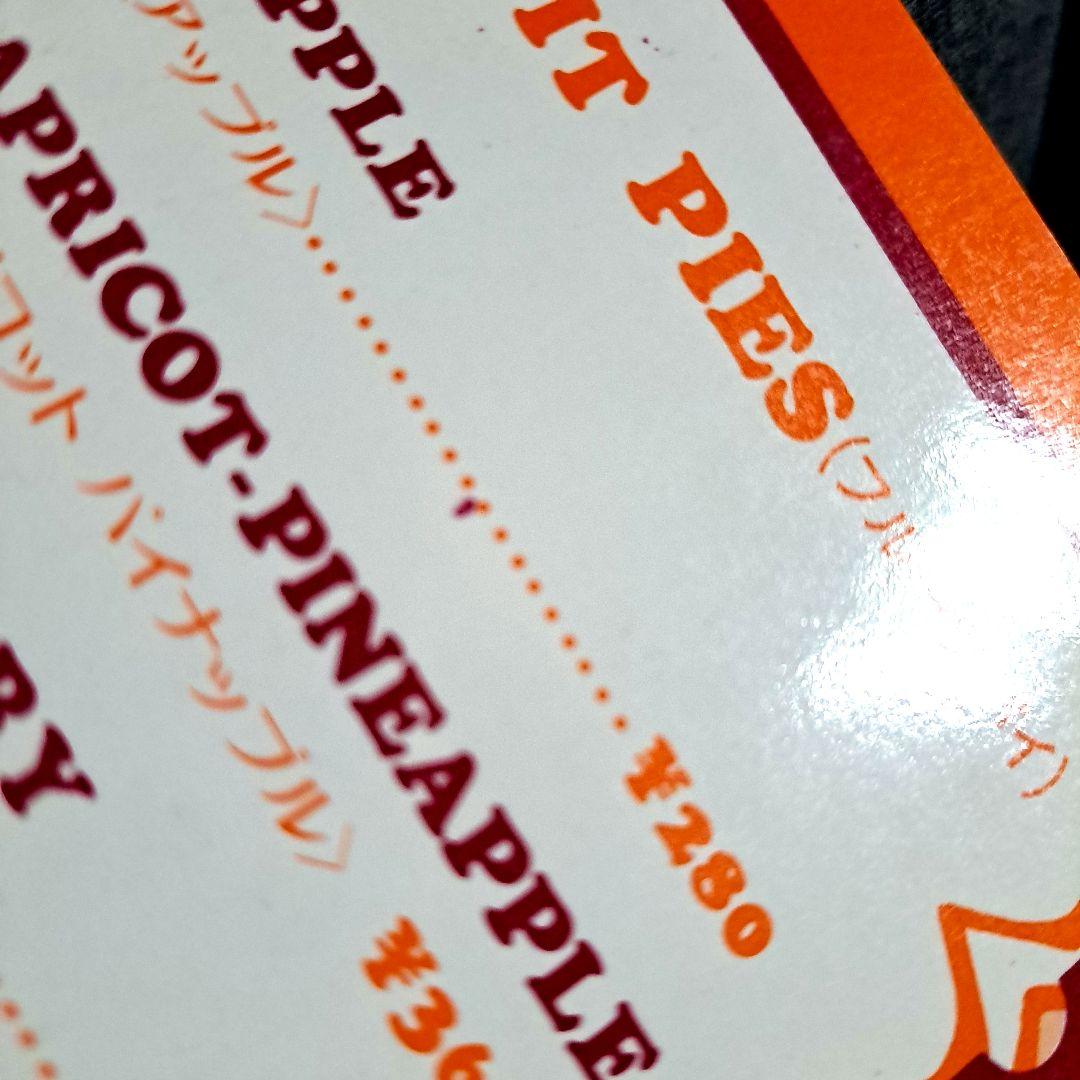 IT PIES(フル イ)
PPLE
アップル〉 ¥280
APRICOT-PINEAPPLE
コット パイナップル〉 ¥36
RY